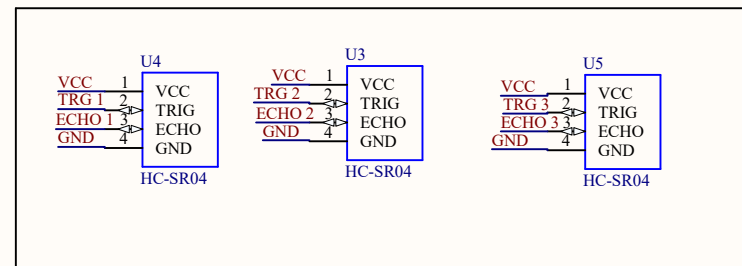 U4
VCC 1 VCC
TRG 1 2 TRIG
ECHO 1 3 ECHO
GND 4 GND
HC-SR04
U3
VCC 1 VCC
TRG 2 2 TRIG
ECHO 2 3 ECHO
GND 4 GND
HC-SR04
U5
VCC 1 VCC
TRG 3 2 TRIG
ECHO 3 3 ECHO
GND 4 GND
HC-SR04